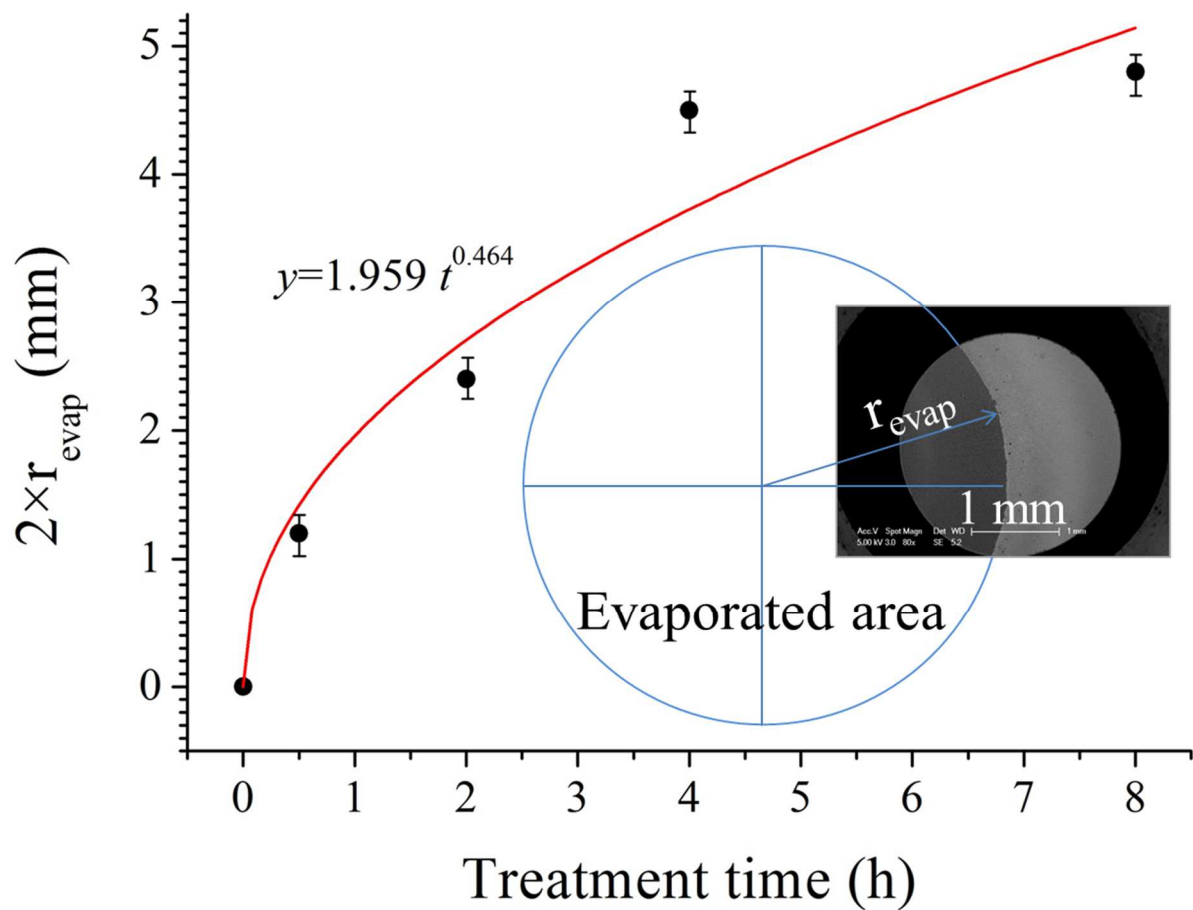 5
4
3
2
1
0
2×r_evap (mm)
y=1.959 t^0.464
r_evap
1 mm
Acc.V Spot Magn Det WD 1 mm
5.00 kV 3.0 80x SE 5.2
Evaporated area
0 1 2 3 4 5 6 7 8
Treatment time (h)